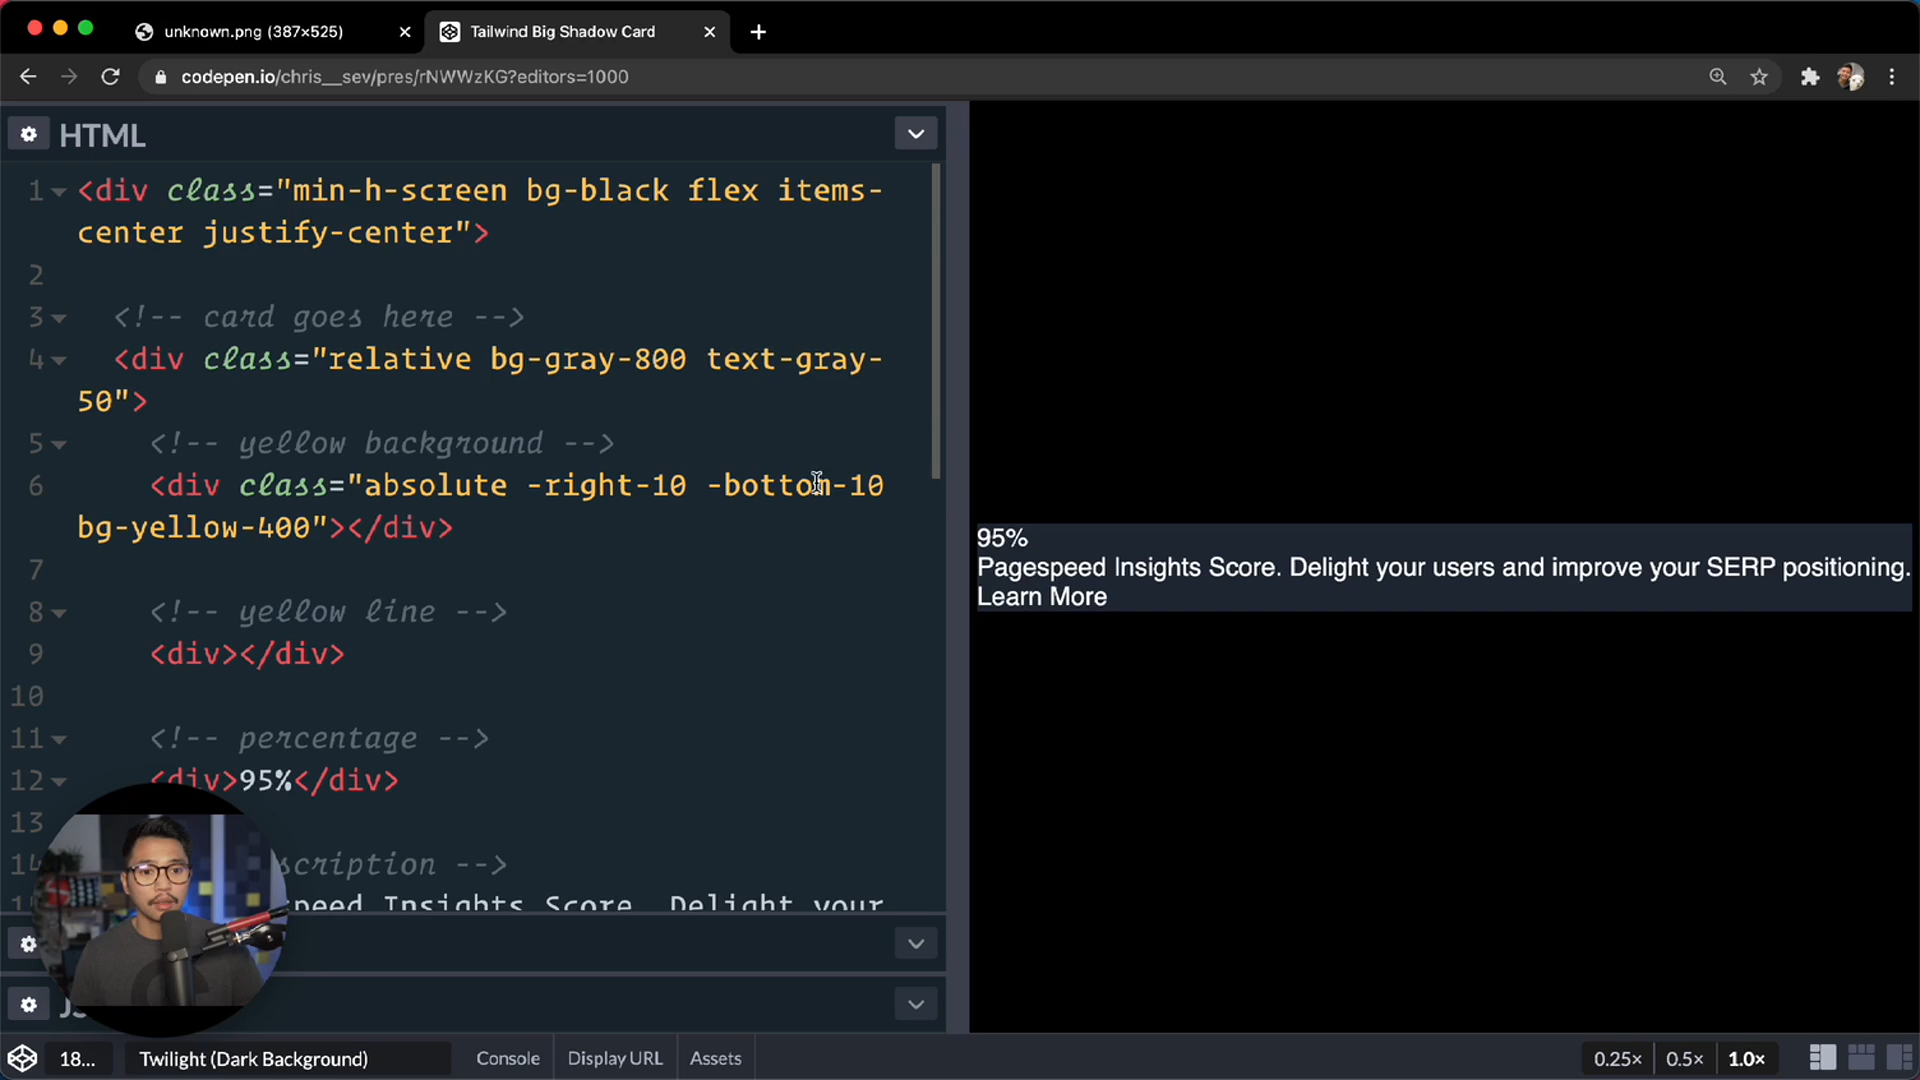 unknown.png (387×525)
Tailwind Big Shadow Card
codepen.io/chris__sev/pres/rNWWzKG?editors=1000
HTML
1 <div class="min-h-screen bg-black flex items-
center justify-center">
2
3 <!-- card goes here -->
4 <div class="relative bg-gray-800 text-gray-
50">
5 <!-- yellow background -->
6 <div class="absolute -right-10 -bottom-10
bg-yellow-400"></div>
7
8 <!-- yellow line -->
9 <div></div>
10
11 <!-- percentage -->
12 <div>95%</div>
13
scription -->
speed Insights Score. Delight your
95%
Pagespeed Insights Score. Delight your users and improve your SERP positioning.
Learn More
18...
Twilight (Dark Background)
Console
Display URL
Assets
0.25×
0.5×
1.0×